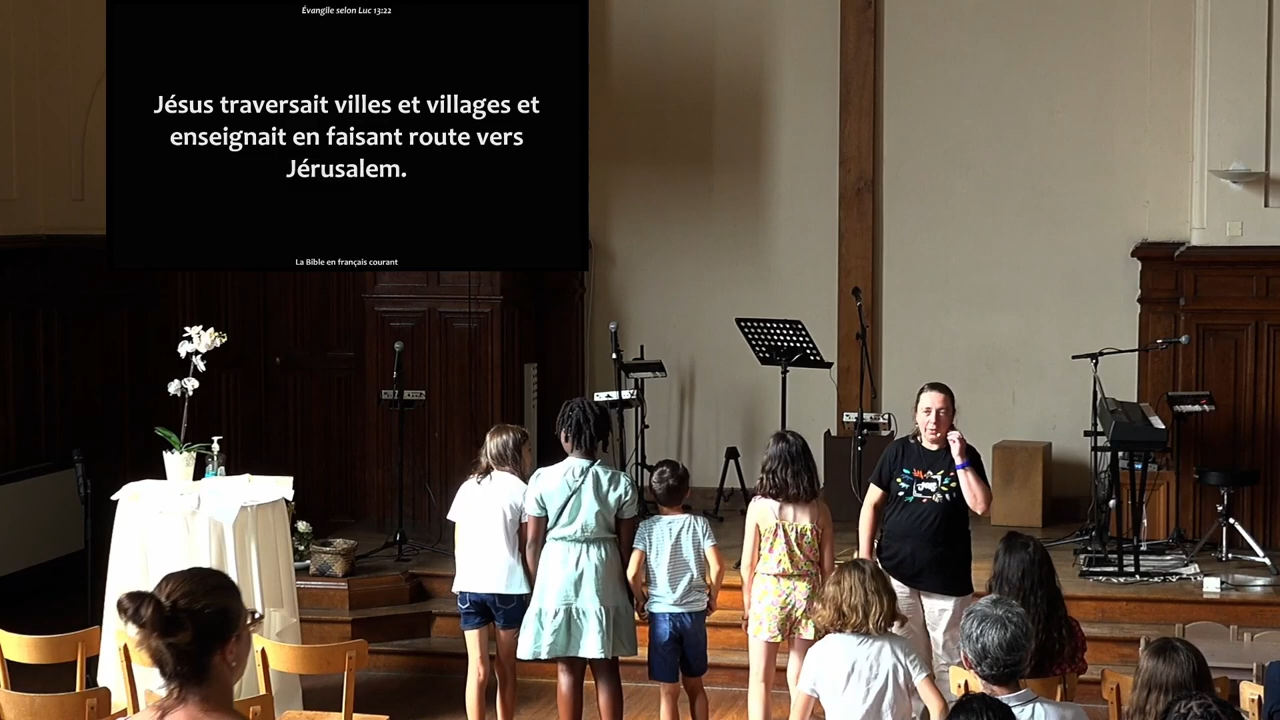 Évangile selon Luc 13:22
Jésus traversait villes et villages et
enseignait en faisant route vers
Jérusalem.
La Bible en français courant